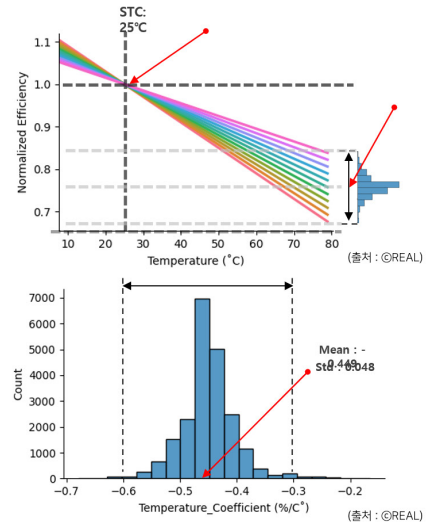 STC:
25℃
1.1
1.0
0.9
0.8
0.7
Normalized Efficiency
10 20 30 40 50 60 70 80
Temperature (˚C)
(출처 : ⓒREAL)
7000
6000
5000
4000
3000
2000
1000
0
Count
Mean : -
0.449
Std : 0.048
−0.7 −0.6 −0.5 −0.4 −0.3 −0.2
Temperature_Coefficient (%/C˚)
(출처 : ⓒREAL)